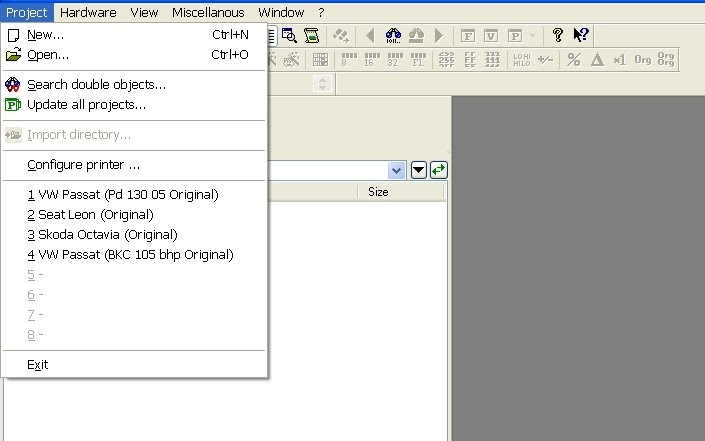 Project Hardware View Miscellanous Window ?
New... Ctrl+N
Open... Ctrl+O
8 16 32 LOHI HILO +/- % Δ ×1 Org Org Org
Search double objects...
Update all projects...
Import directory...
Configure printer ...
Size
1 VW Passat (Pd 130 05 Original)
2 Seat Leon (Original)
3 Skoda Octavia (Original)
4 VW Passat (BKC 105 bhp Original)
5 -
6 -
7 -
8 -
Exit